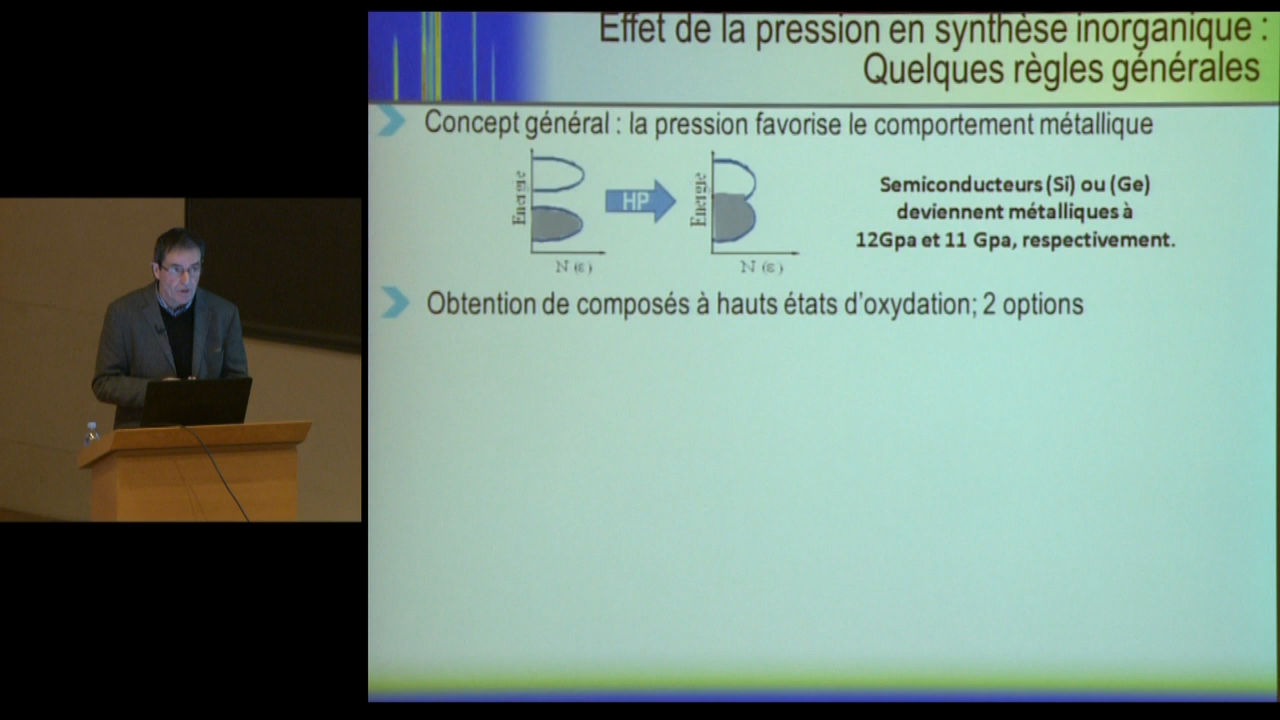 Effet de la pression en synthèse inorganique :
Quelques règles générales
Concept général : la pression favorise le comportement métallique
Energie
N (ε)
HP
Energie
N (ε)
Semiconducteurs (Si) ou (Ge)
deviennent métalliques à
12Gpa et 11 Gpa, respectivement.
Obtention de composés à hauts états d'oxydation; 2 options